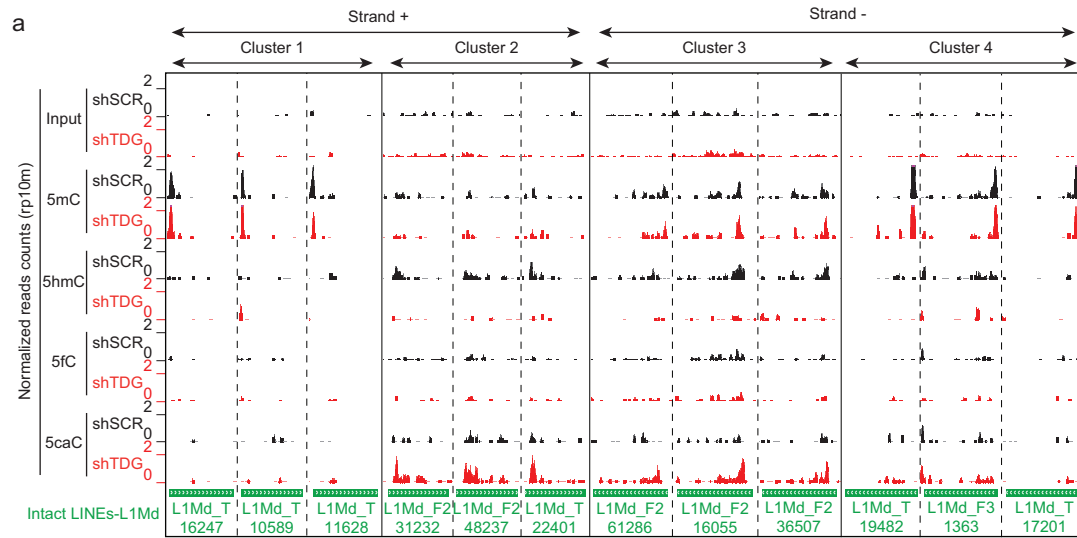 a
Strand +
Strand -
Cluster 1
Cluster 2
Cluster 3
Cluster 4
Normalized reads counts (rp10m)
Input
shSCR
2
0
shTDG
2
0
5mC
shSCR
2
0
shTDG
2
0
5hmC
shSCR
2
0
shTDG
2
0
5fC
shSCR
2
0
shTDG
2
0
5caC
shSCR
2
0
shTDG
2
0
Intact LINEs-L1Md
L1Md_T L1Md_T L1Md_T L1Md_F2 L1Md_F2 L1Md_T L1Md_F2 L1Md_F2 L1Md_F2 L1Md_T L1Md_F3 L1Md_T
16247 10589 11628 31232 48237 22401 61286 16055 36507 19482 1363 17201